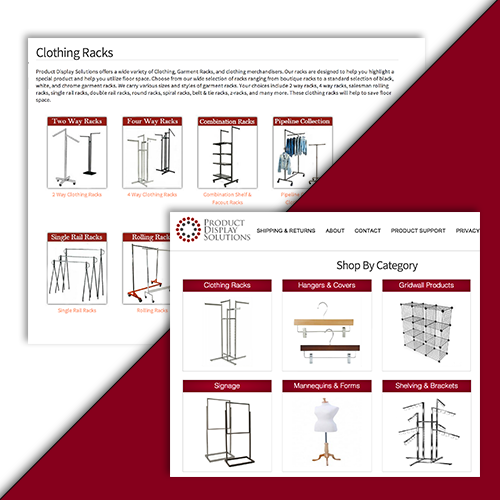 Clothing Racks
Product Display Solutions offers a wide variety of Clothing, Garment Racks, and clothing merchandisers. Our racks are designed to help you highlight a
special product and help you utilize floor space. Choose from our wide selection of racks ranging from boutique racks to a standard selection of black,
white, and chrome garment racks. We carry various sizes and styles of garment racks. Your choices include 2 way racks, 4 way racks, salesman rolling
racks, single rail racks, double rail racks, round racks, spiral racks, belt & tie racks, z-racks, and many more. These clothing racks will help to save floor
space.
Two Way Racks
Four Way Racks
Combination Racks
Pipeline Collection
2 Way Clothing Racks
4 Way Clothing Racks
Combination Shelf &
Faceout Racks
Pipeline
Single Rail Racks
Rolling Rack
Single Rail Racks
Rolling Racks
PRODUCT
DISPLAY
SOLUTIONS
SHIPPING & RETURNS ABOUT CONTACT PRODUCT SUPPORT PRIVACY
Shop By Category
Clothing Racks
Hangers & Covers
Gridwall Products
Signage
Mannequins & Forms
Shelving & Brackets